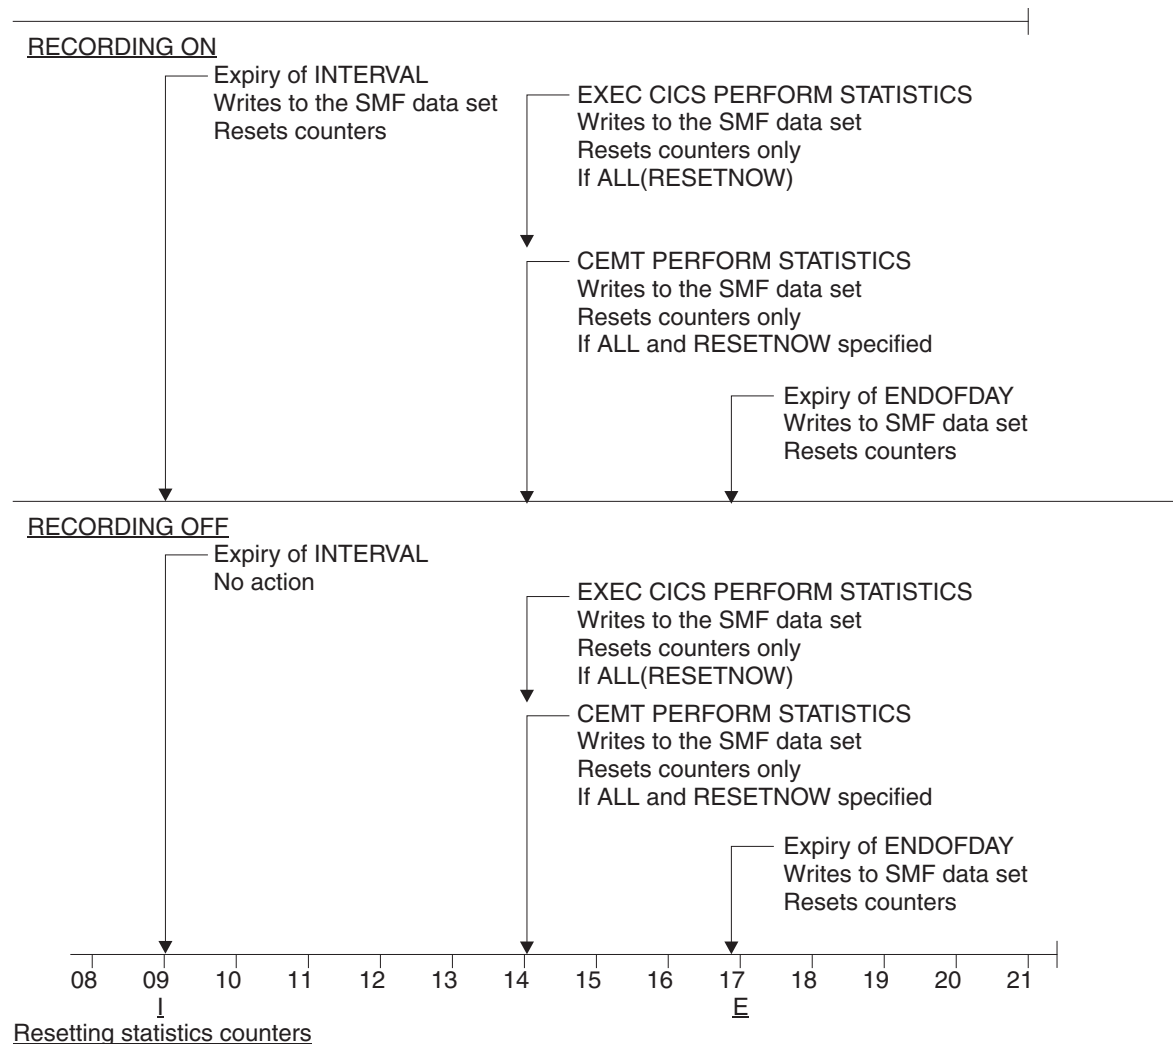 RECORDING ON
Expiry of INTERVAL
Writes to the SMF data set
Resets counters
EXEC CICS PERFORM STATISTICS
Writes to the SMF data set
Resets counters only
If ALL(RESETNOW)
CEMT PERFORM STATISTICS
Writes to the SMF data set
Resets counters only
If ALL and RESETNOW specified
Expiry of ENDOFDAY
Writes to SMF data set
Resets counters
RECORDING OFF
Expiry of INTERVAL
No action
EXEC CICS PERFORM STATISTICS
Writes to the SMF data set
Resets counters only
If ALL(RESETNOW)
CEMT PERFORM STATISTICS
Writes to the SMF data set
Resets counters only
If ALL and RESETNOW specified
Expiry of ENDOFDAY
Writes to SMF data set
Resets counters
08 09 10 11 12 13 14 15 16 17 18 19 20 21
I E
Resetting statistics counters